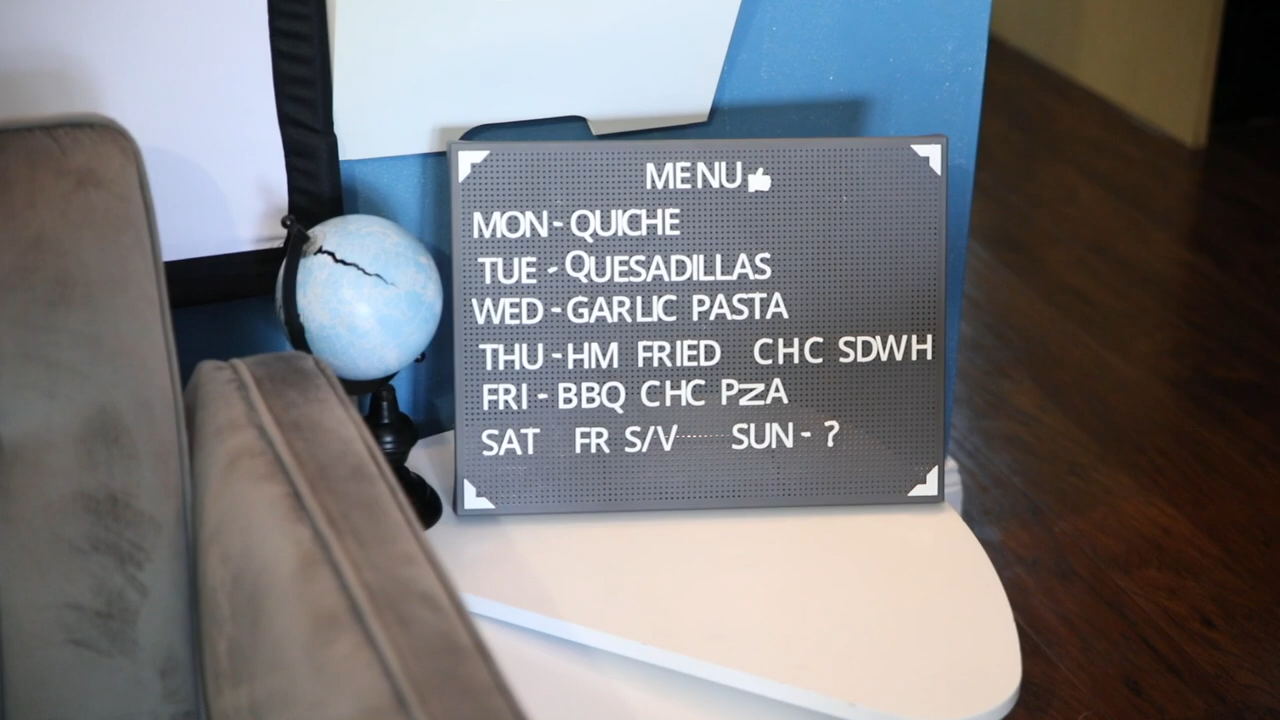 MENU
MON - QUICHE
TUE - QUESADILLAS
WED - GARLIC PASTA
THU - HM FRIED CHC SDWH
FRI - BBQ CHC PZA
SAT FR S/V SUN - ?